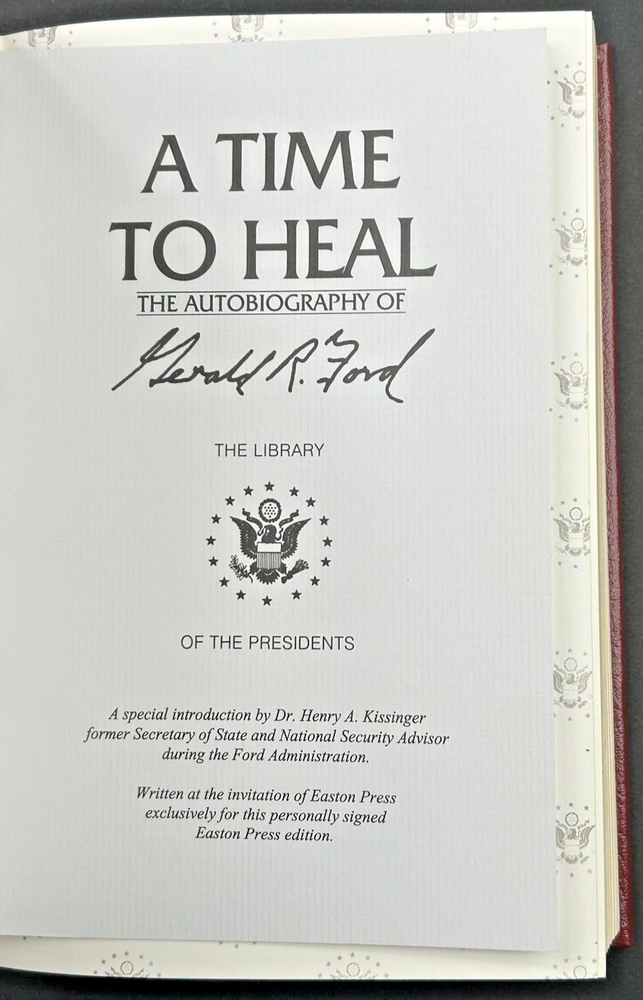 A TIME
TO HEAL
THE AUTOBIOGRAPHY OF
Gerald R. Ford
THE LIBRARY
OF THE PRESIDENTS
A special introduction by Dr. Henry A. Kissinger
former Secretary of State and National Security Advisor
during the Ford Administration.
Written at the invitation of Easton Press
exclusively for this personally signed
Easton Press edition.